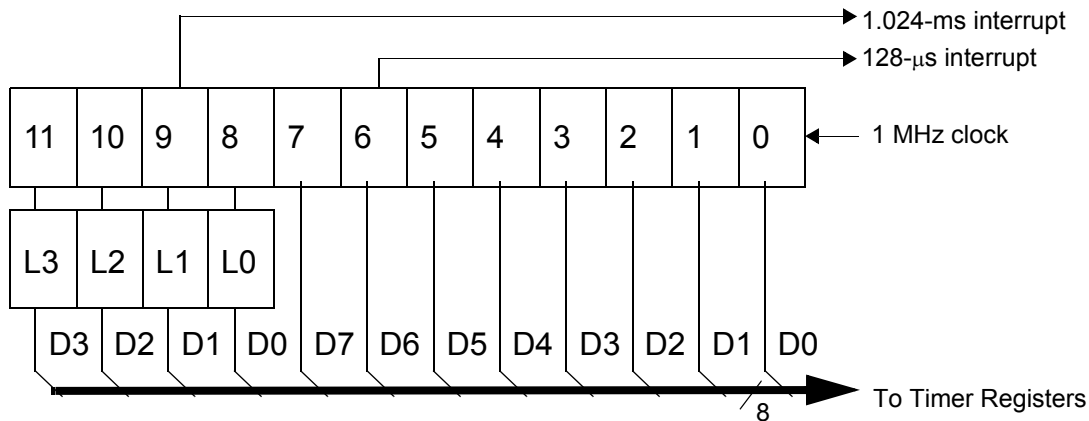 1.024-ms interrupt
128-μs interrupt
11 10 9 8 7 6 5 4 3 2 1 0
1 MHz clock
L3 L2 L1 L0
D3 D2 D1 D0 D7 D6 D5 D4 D3 D2 D1 D0
8
To Timer Registers